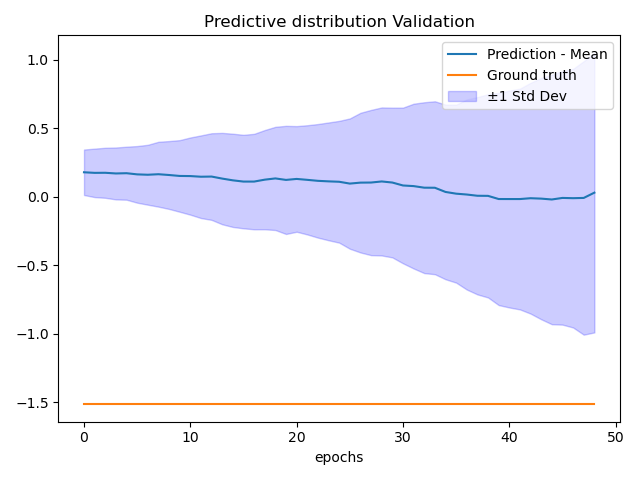 Predictive distribution Validation
Prediction - Mean
Ground truth
±1 Std Dev
1.0
0.5
0.0
−0.5
−1.0
−1.5
0 10 20 30 40 50
epochs